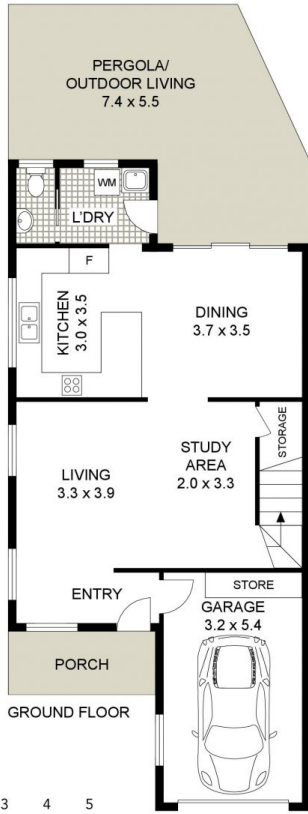 PERGOLA/
OUTDOOR LIVING
7.4 x 5.5
WM
L'DRY
F
KITCHEN
3.0 x 3.5
DINING
3.7 x 3.5
STORAGE
STUDY
AREA
2.0 x 3.3
LIVING
3.3 x 3.9
ENTRY
STORE
GARAGE
3.2 x 5.4
PORCH
GROUND FLOOR
3 4 5